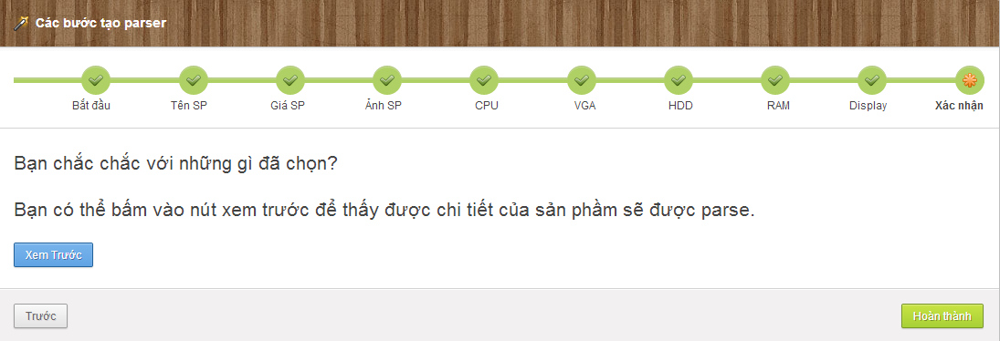 Các bước tạo parser
Bắt đầu Tên SP Giá SP Ảnh SP CPU VGA HDD RAM Display Xác nhận
Bạn chắc chắc với những gì đã chọn?
Bạn có thể bấm vào nút xem trước để thấy được chi tiết của sản phầm sẽ được parse.
Xem Trước
Trước Hoàn thành